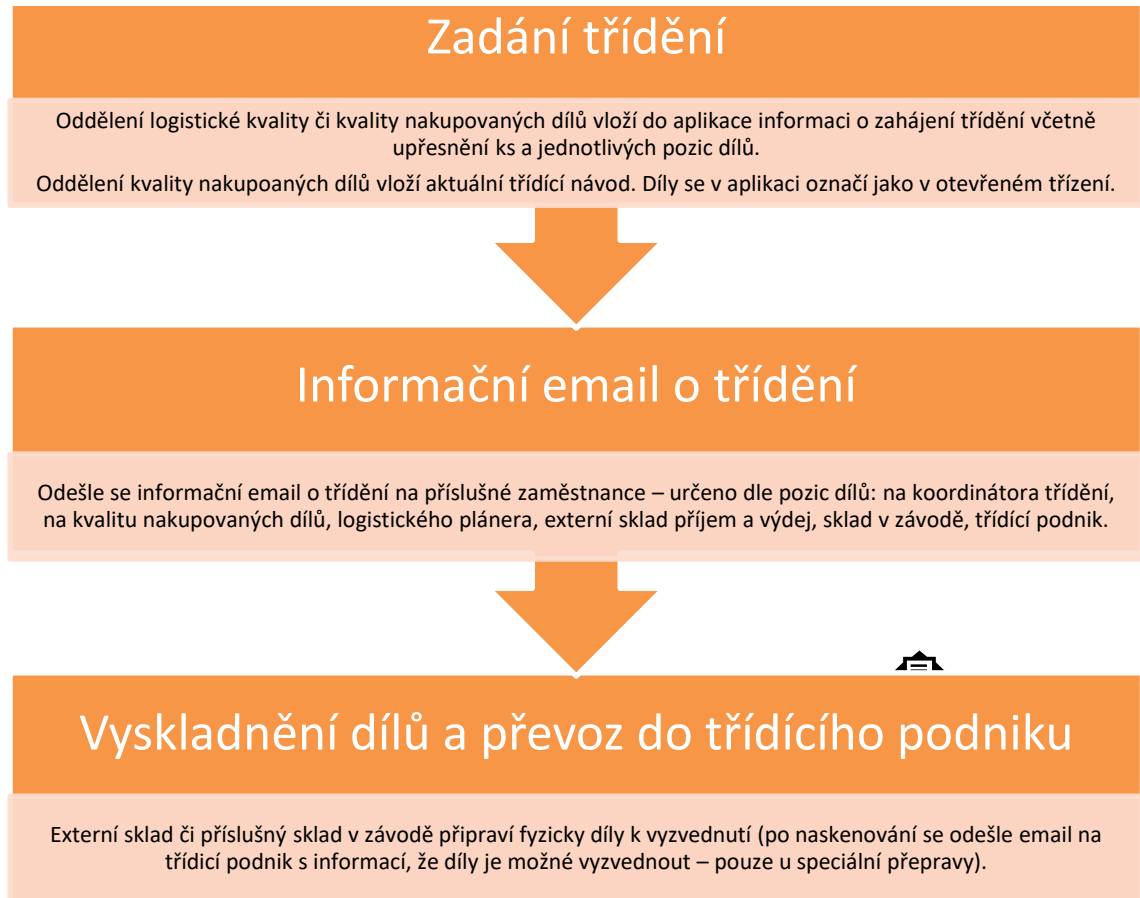 Zadání třídění
Oddělení logistické kvality či kvality nakupovaných dílů vloží do aplikace informaci o zahájení třídění včetně
upřesnění ks a jednotlivých pozic dílů.
Oddělení kvality nakupoaných dílů vloží aktuální třídící návod. Díly se v aplikaci označí jako v otevřeném třízení.
Informační email o třídění
Odešle se informační email o třídění na příslušné zaměstnance – určeno dle pozic dílů: na koordinátora třídění,
na kvalitu nakupovaných dílů, logistického plánera, externí sklad příjem a výdej, sklad v závodě, třídící podnik.
Vyskladnění dílů a převoz do třídícího podniku
Externí sklad či příslušný sklad v závodě připraví fyzicky díly k vyzvednutí (po naskenování se odešle email na
třídicí podnik s informací, že díly je možné vyzvednout – pouze u speciální přepravy).